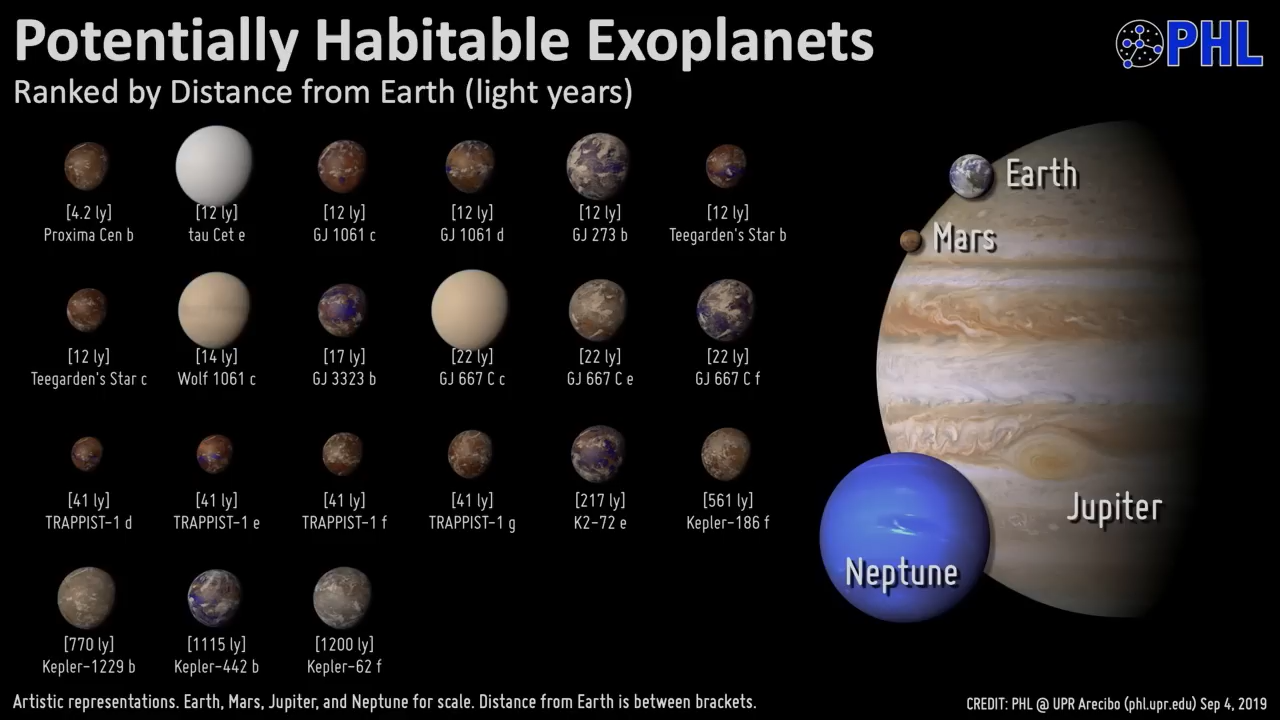 Potentially Habitable Exoplanets
PHL
Ranked by Distance from Earth (light years)
[4.2 ly] [12 ly] [12 ly] [12 ly] [12 ly] [12 ly]
Proxima Cen b tau Cet e GJ 1061 c GJ 1061 d GJ 273 b Teegarden's Star b
[12 ly] [14 ly] [17 ly] [22 ly] [22 ly] [22 ly]
Teegarden's Star c Wolf 1061 c GJ 3323 b GJ 667 C c GJ 667 C e GJ 667 C f
[41 ly] [41 ly] [41 ly] [41 ly] [217 ly] [561 ly]
TRAPPIST-1 d TRAPPIST-1 e TRAPPIST-1 f TRAPPIST-1 g K2-72 e Kepler-186 f
[770 ly] [1115 ly] [1200 ly]
Kepler-1229 b Kepler-442 b Kepler-62 f
Earth
Mars
Jupiter
Neptune
Artistic representations. Earth, Mars, Jupiter, and Neptune for scale. Distance from Earth is between brackets.
CREDIT: PHL @ UPR Arecibo (phl.upr.edu) Sep 4, 2019